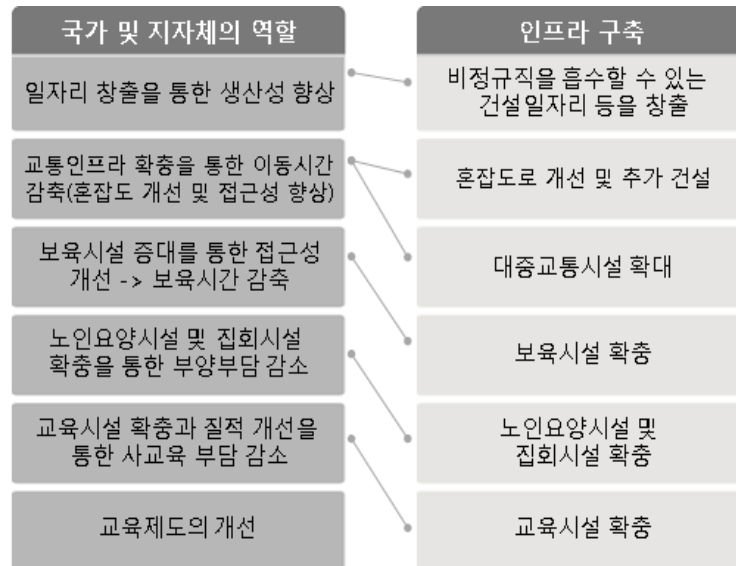 국가 및 지자체의 역할
인프라 구축
일자리 창출을 통한 생산성 향상
비정규직을 흡수할 수 있는
건설일자리 등을 창출
교통인프라 확충을 통한 이동시간
감축(혼잡도 개선 및 접근성 향상)
혼잡도로 개선 및 추가 건설
보육시설 증대를 통한 접근성
개선 -> 보육시간 감축
대중교통시설 확대
노인요양시설 및 집회시설
확충을 통한 부양부담 감소
보육시설 확충
교육시설 확충과 질적 개선을
통한 사교육 부담 감소
노인요양시설 및
집회시설 확충
교육제도의 개선
교육시설 확충